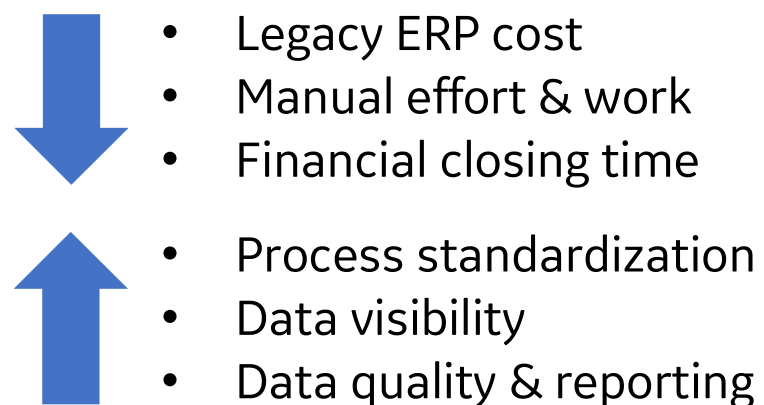 • Legacy ERP cost
• Manual effort & work
• Financial closing time
• Process standardization
• Data visibility
• Data quality & reporting